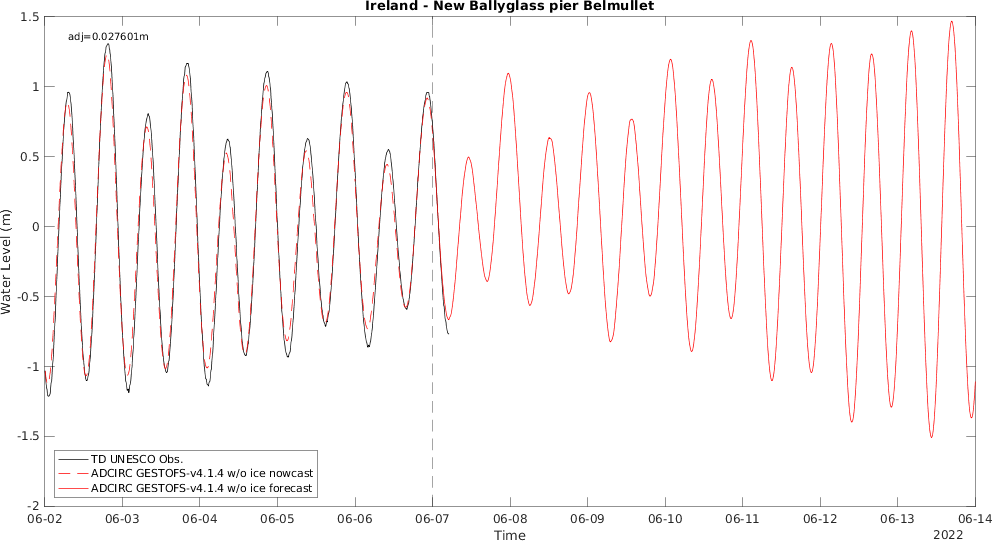 Ireland - New Ballyglass pier Belmullet
adj=0.027601m
1.5
1
0.5
0
-0.5
-1
-1.5
-2
Water Level (m)
TD UNESCO Obs.
ADCIRC GESTOFS-v4.1.4 w/o ice nowcast
ADCIRC GESTOFS-v4.1.4 w/o ice forecast
06-02 06-03 06-04 06-05 06-06 06-07 06-08 06-09 06-10 06-11 06-12 06-13 06-14
Time
2022